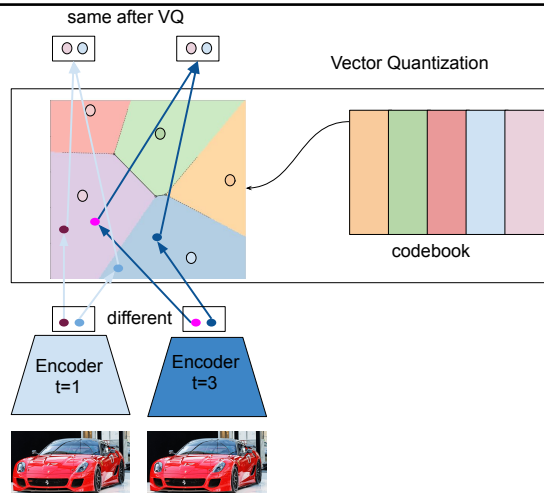 same after VQ
Vector Quantization
codebook
different
Encoder
t=1
Encoder
t=3